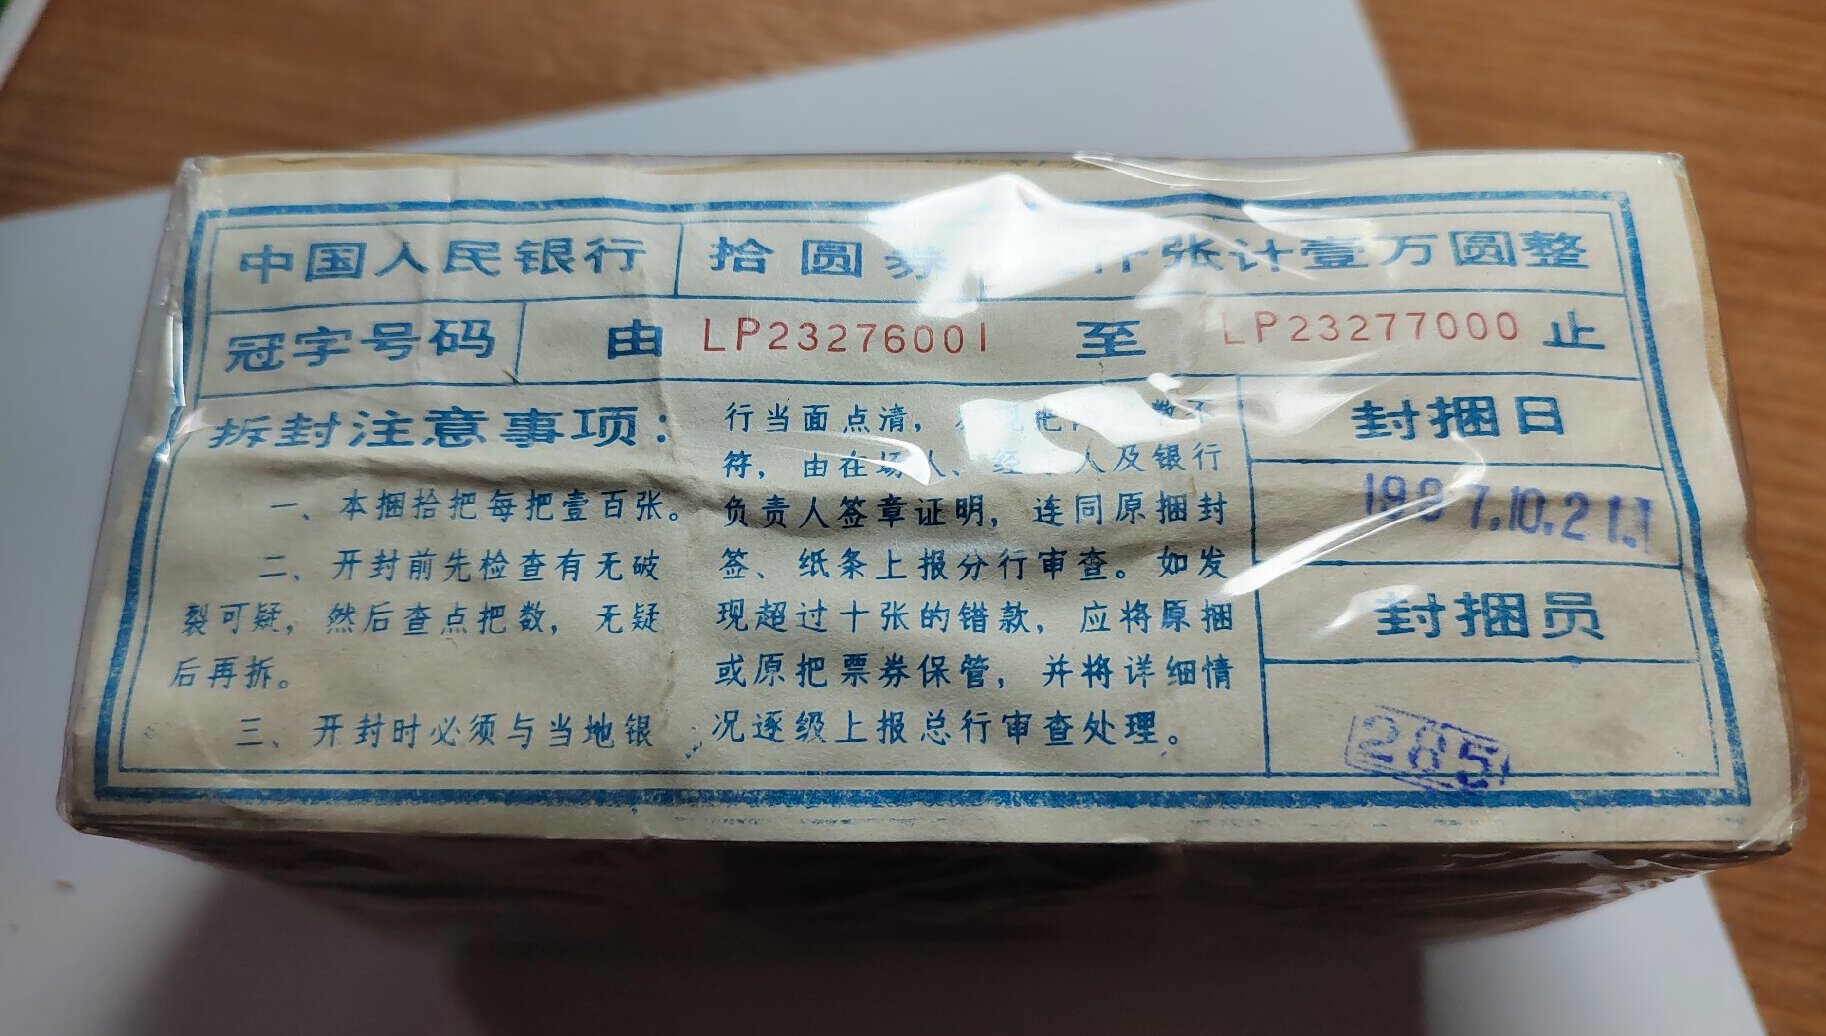 中国人民银行 拾圆券 张计壹万圆整
冠字号码 由 LP23276001 至 LP23277000 止
拆封注意事项：
一、本捆拾把每把壹百张。
二、开封前先检查有无破
裂可疑，然后查点把数，无疑
后再拆。
三、开封时必须与当地银
行当面点清，
符，由在场人、经 人及银行
负责人签章证明，连同原捆封
签、纸条上报分行审查。如发
现超过十张的错款，应将原捆
或原把票券保管，并将详细情
况逐级上报总行审查处理。
封捆日
1987.10.21
封捆员
285